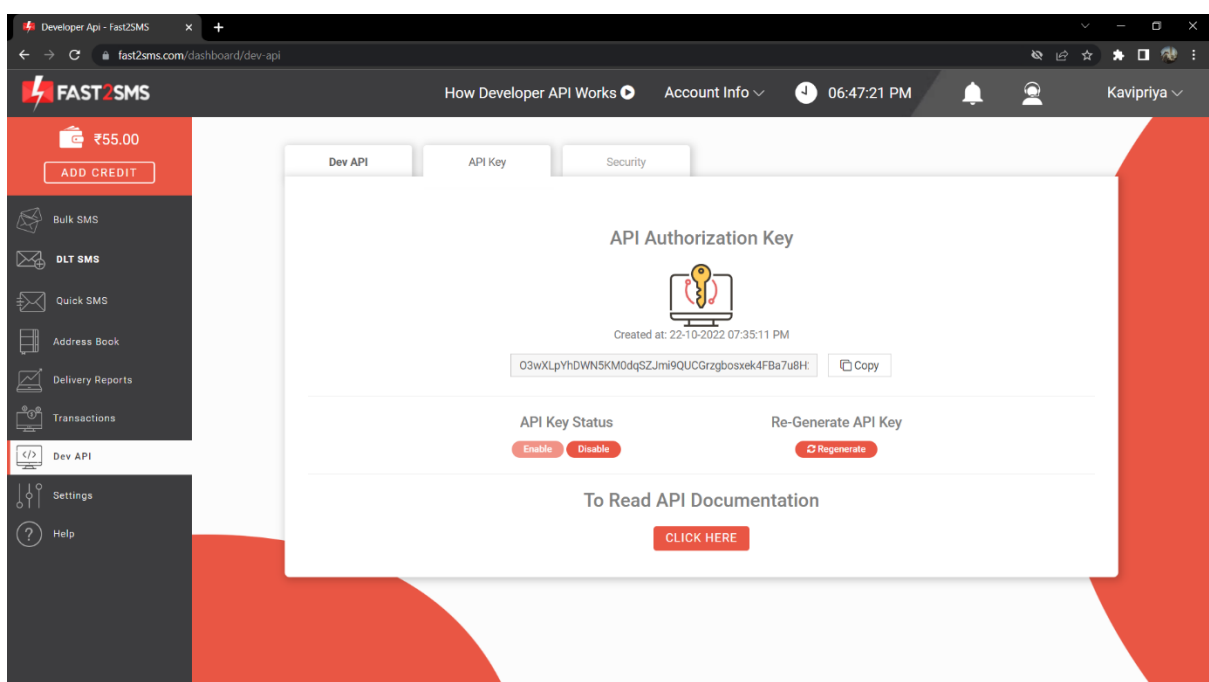 Developer Api - Fast2SMS
fast2sms.com/dashboard/dev-api
FAST2SMS
How Developer API Works
Account Info
06:47:21 PM
Kavipriya
₹55.00
ADD CREDIT
Bulk SMS
DLT SMS
Quick SMS
Address Book
Delivery Reports
Transactions
Dev API
Settings
Help
Dev API
API Key
Security
API Authorization Key
Created at: 22-10-2022 07:35:11 PM
O3wXLpYhDWN5KM0dqSZJmi9QUCGrzgbosxek4FBa7u8H
Copy
API Key Status
Re-Generate API Key
Enable
Disable
Regenerate
To Read API Documentation
CLICK HERE